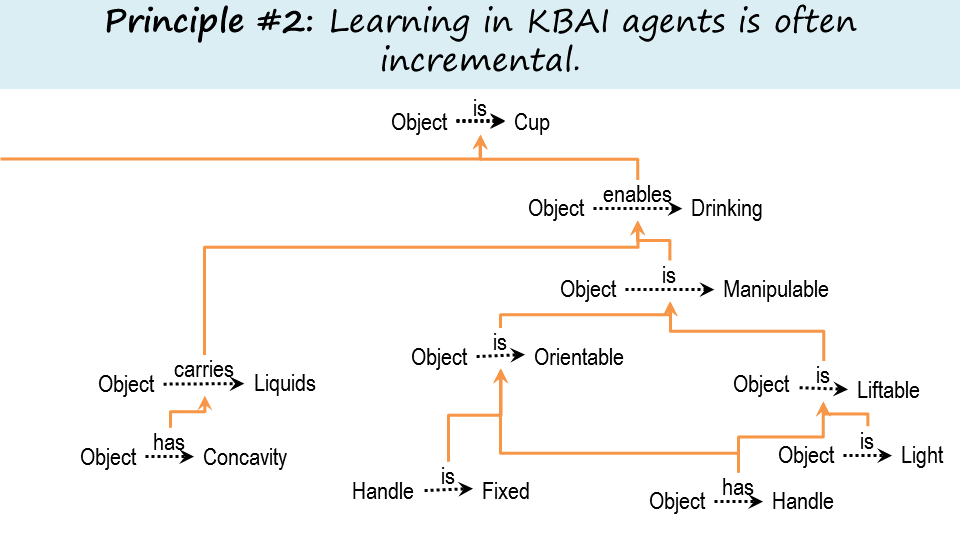 Principle #2: Learning in KBAI agents is often
incremental.
Object is Cup
Object enables Drinking
Object is Manipulable
Object is Orientable
Object carries Liquids
Object is Liftable
Object has Concavity
Object is Light
Handle is Fixed
Object has Handle